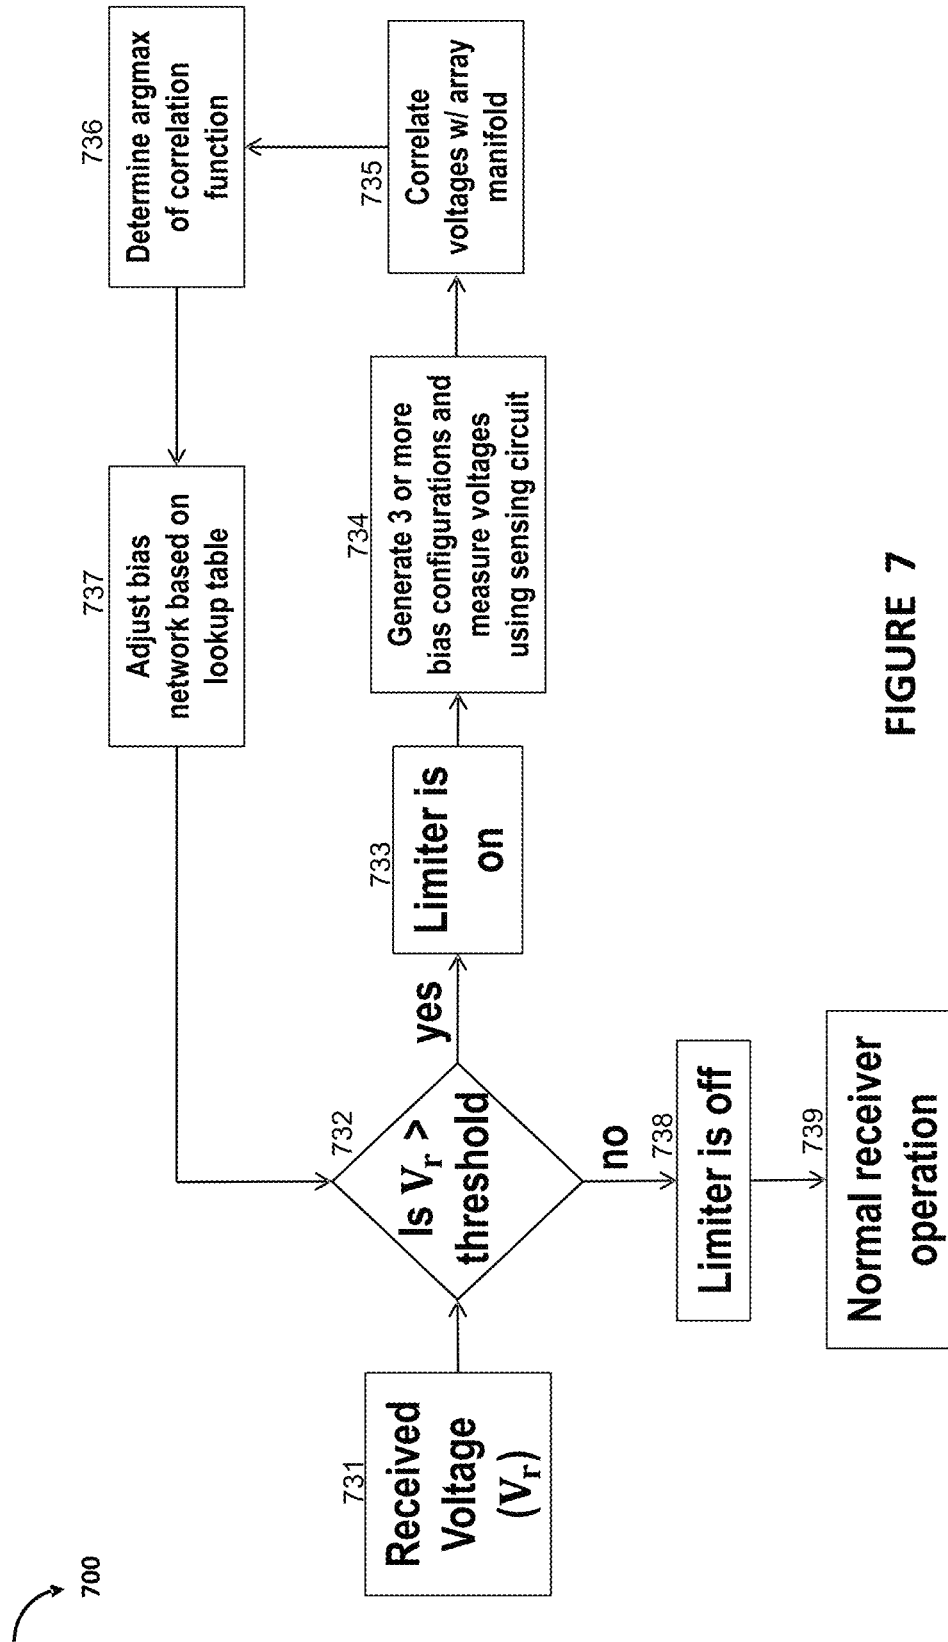 700
731
Received
Voltage
(Vr)
732
Is Vr >
threshold
yes
733
Limiter is
on
734
Generate 3 or more
bias configurations and
measure voltages
using sensing circuit
735
Correlate
voltages w/ array
manifold
736
Determine argmax
of correlation
function
737
Adjust bias
network based on
lookup table
no
738
Limiter is off
739
Normal receiver
operation
FIGURE 7